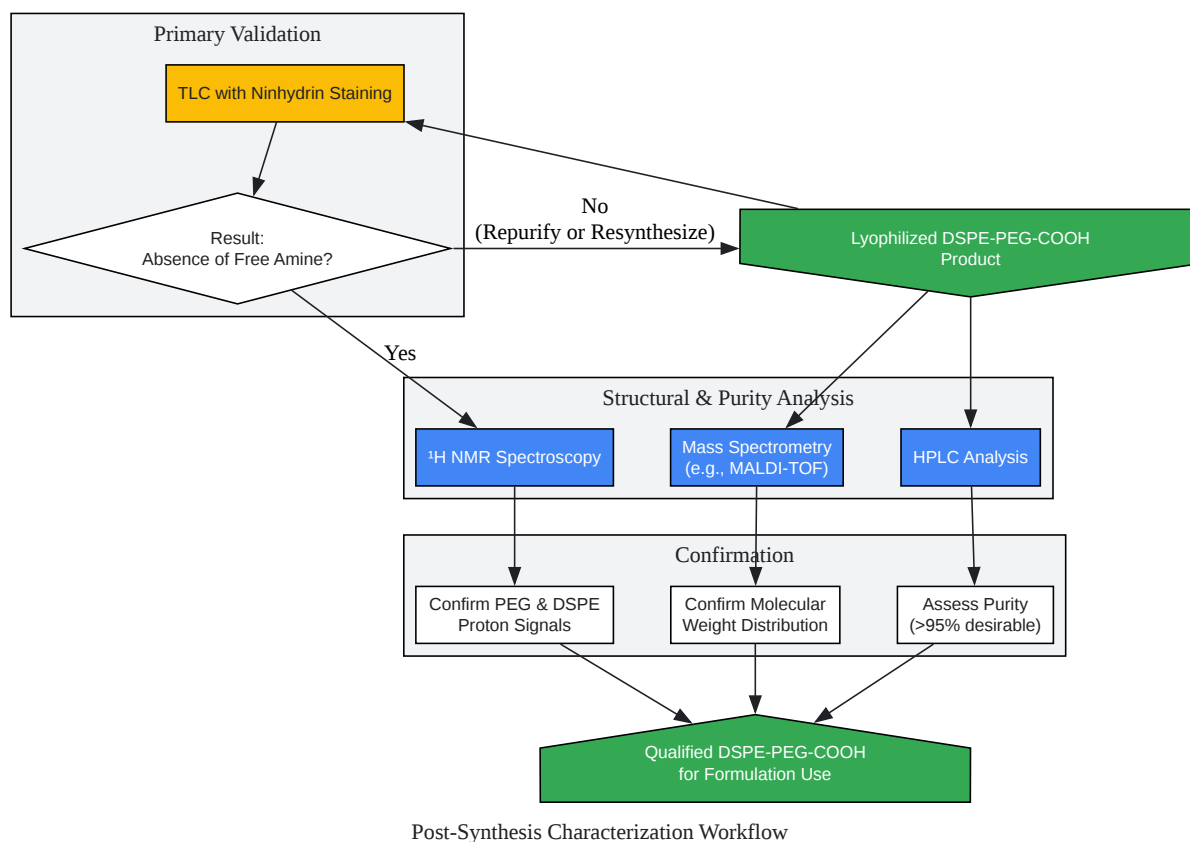 Primary Validation
TLC with Ninhydrin Staining
Result:
Absence of Free Amine?
No
(Repurify or Resynthesize)
Lyophilized DSPE-PEG-COOH
Product
Yes
Structural & Purity Analysis
¹H NMR Spectroscopy
Mass Spectrometry
(e.g., MALDI-TOF)
HPLC Analysis
Confirmation
Confirm PEG & DSPE
Proton Signals
Confirm Molecular
Weight Distribution
Assess Purity
(>95% desirable)
Qualified DSPE-PEG-COOH
for Formulation Use
Post-Synthesis Characterization Workflow